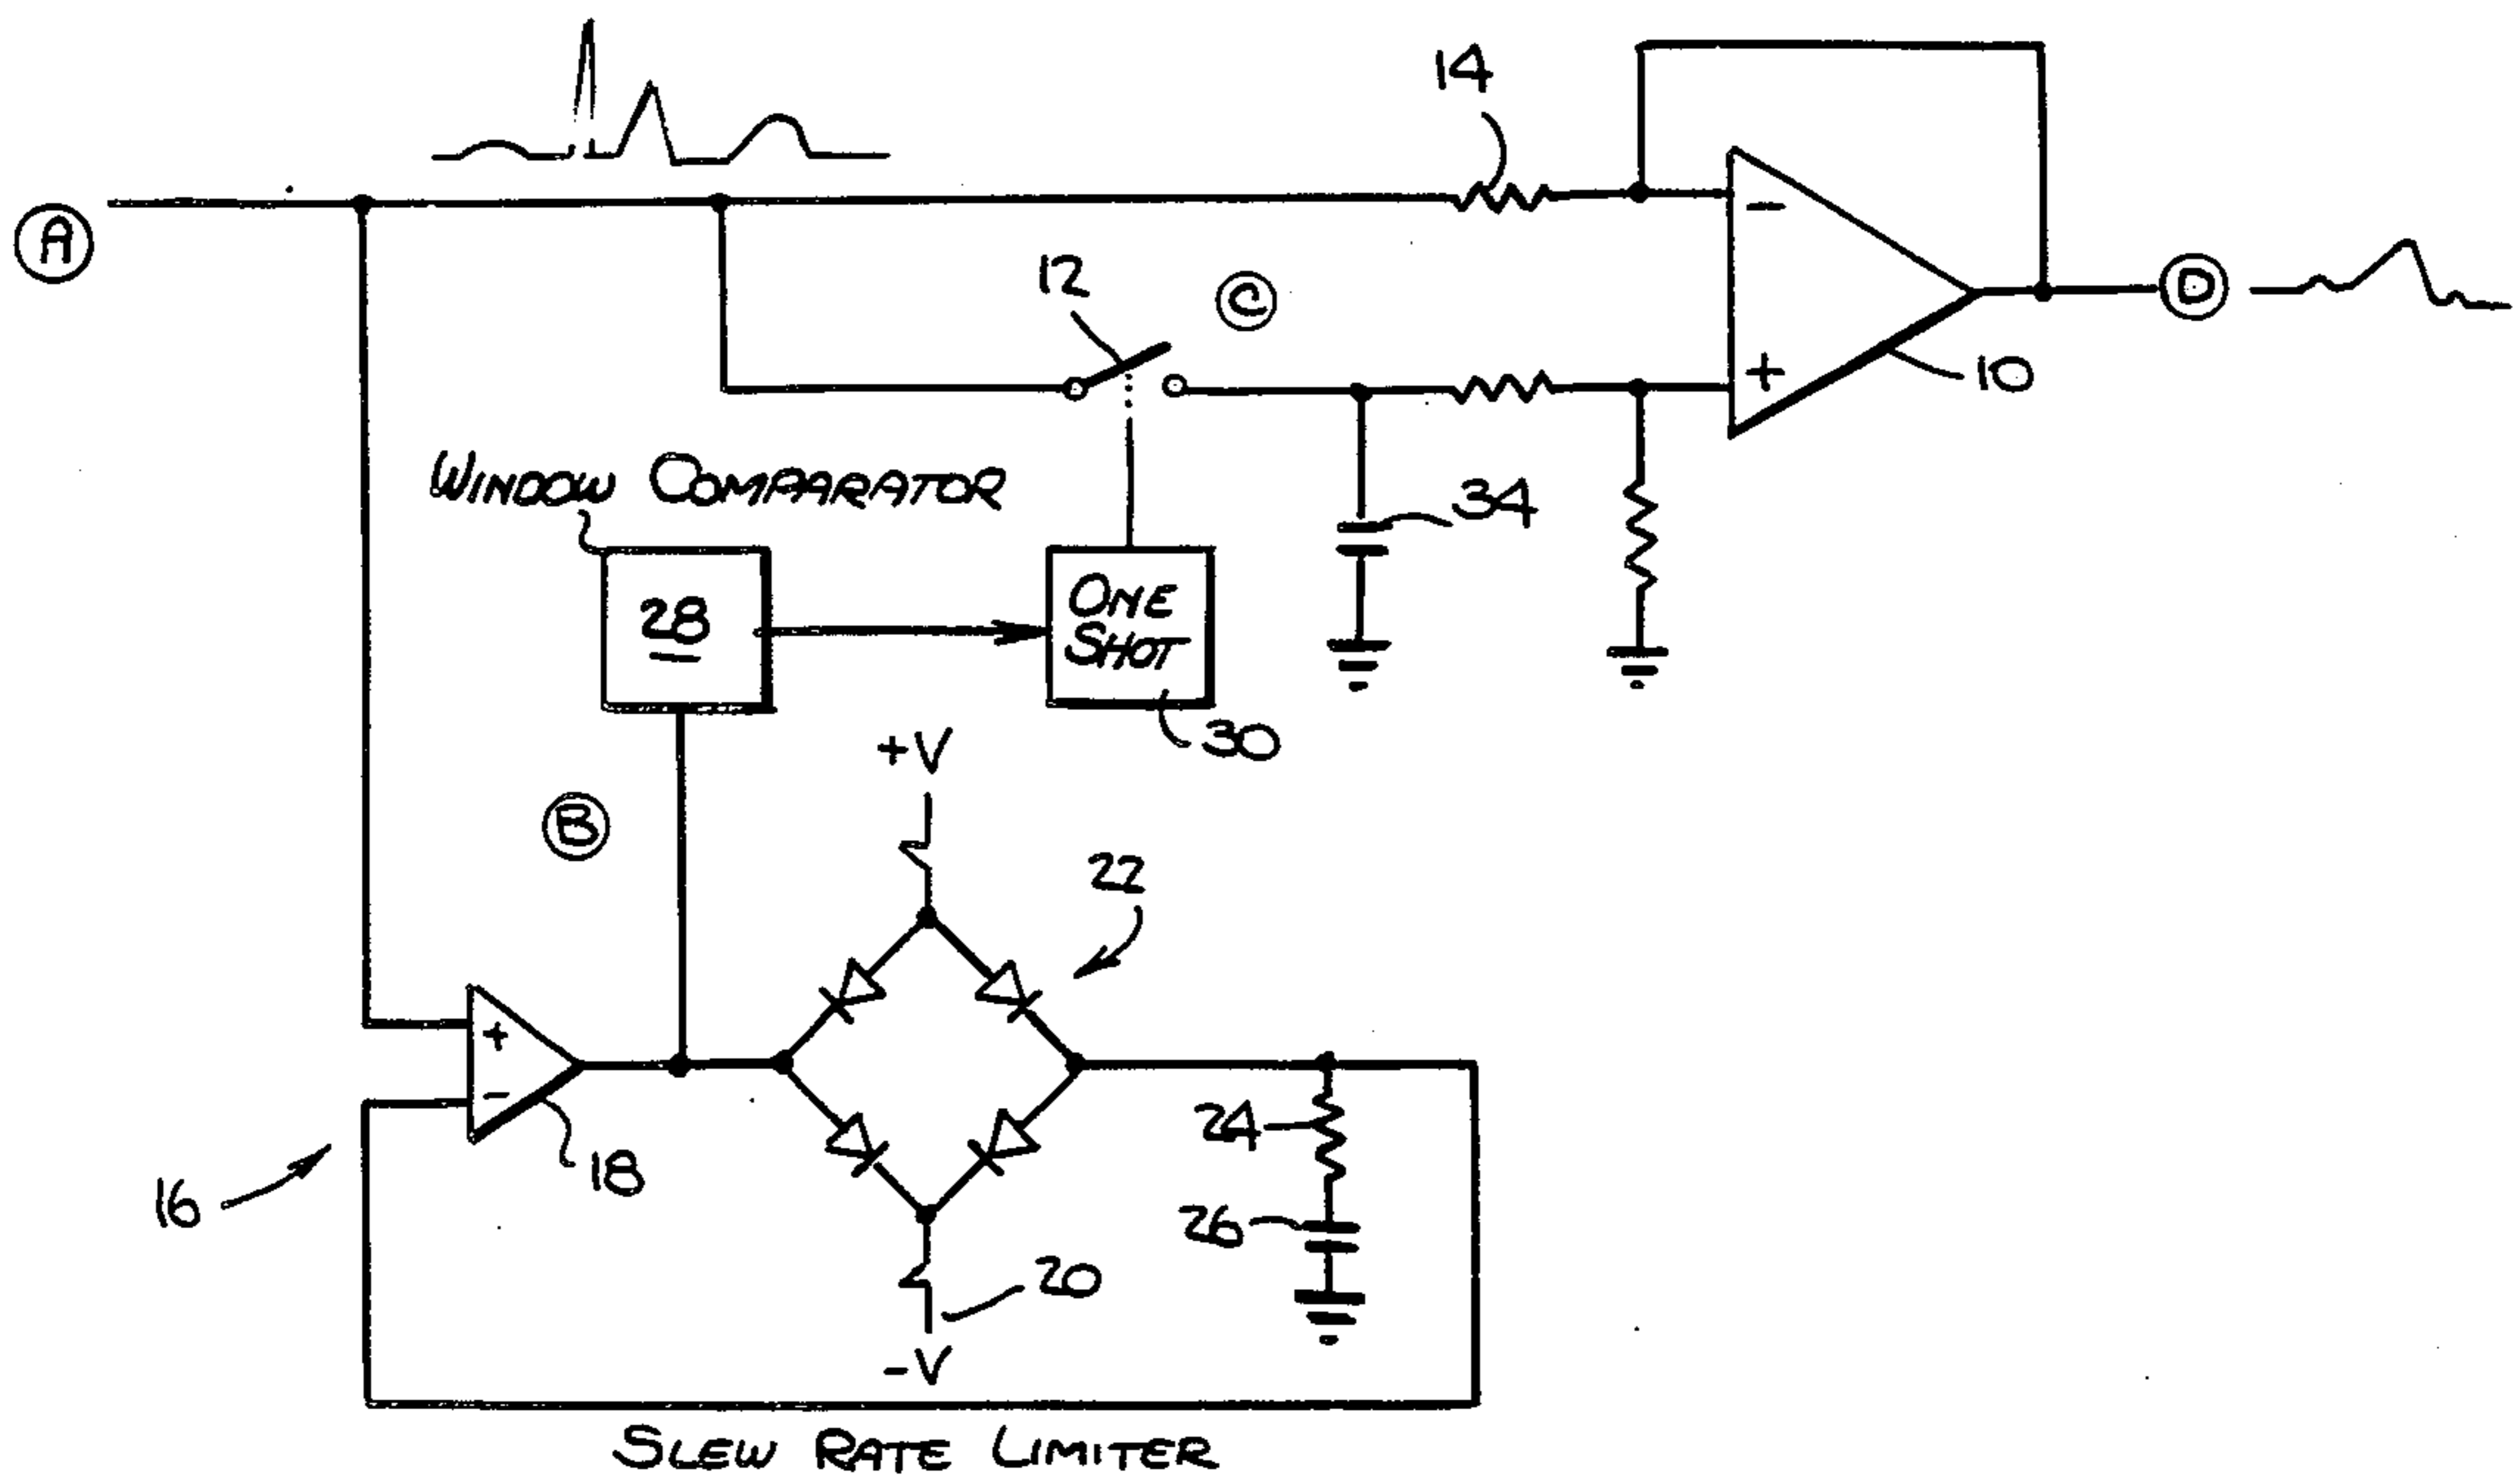 14
A
12
C
D
-
+
10
WINDOW COMPARATOR
34
28
ONE
SHOT
30
+V
B
22
+
-
18
24
16
26
20
-V
SLEW RATE LIMITER